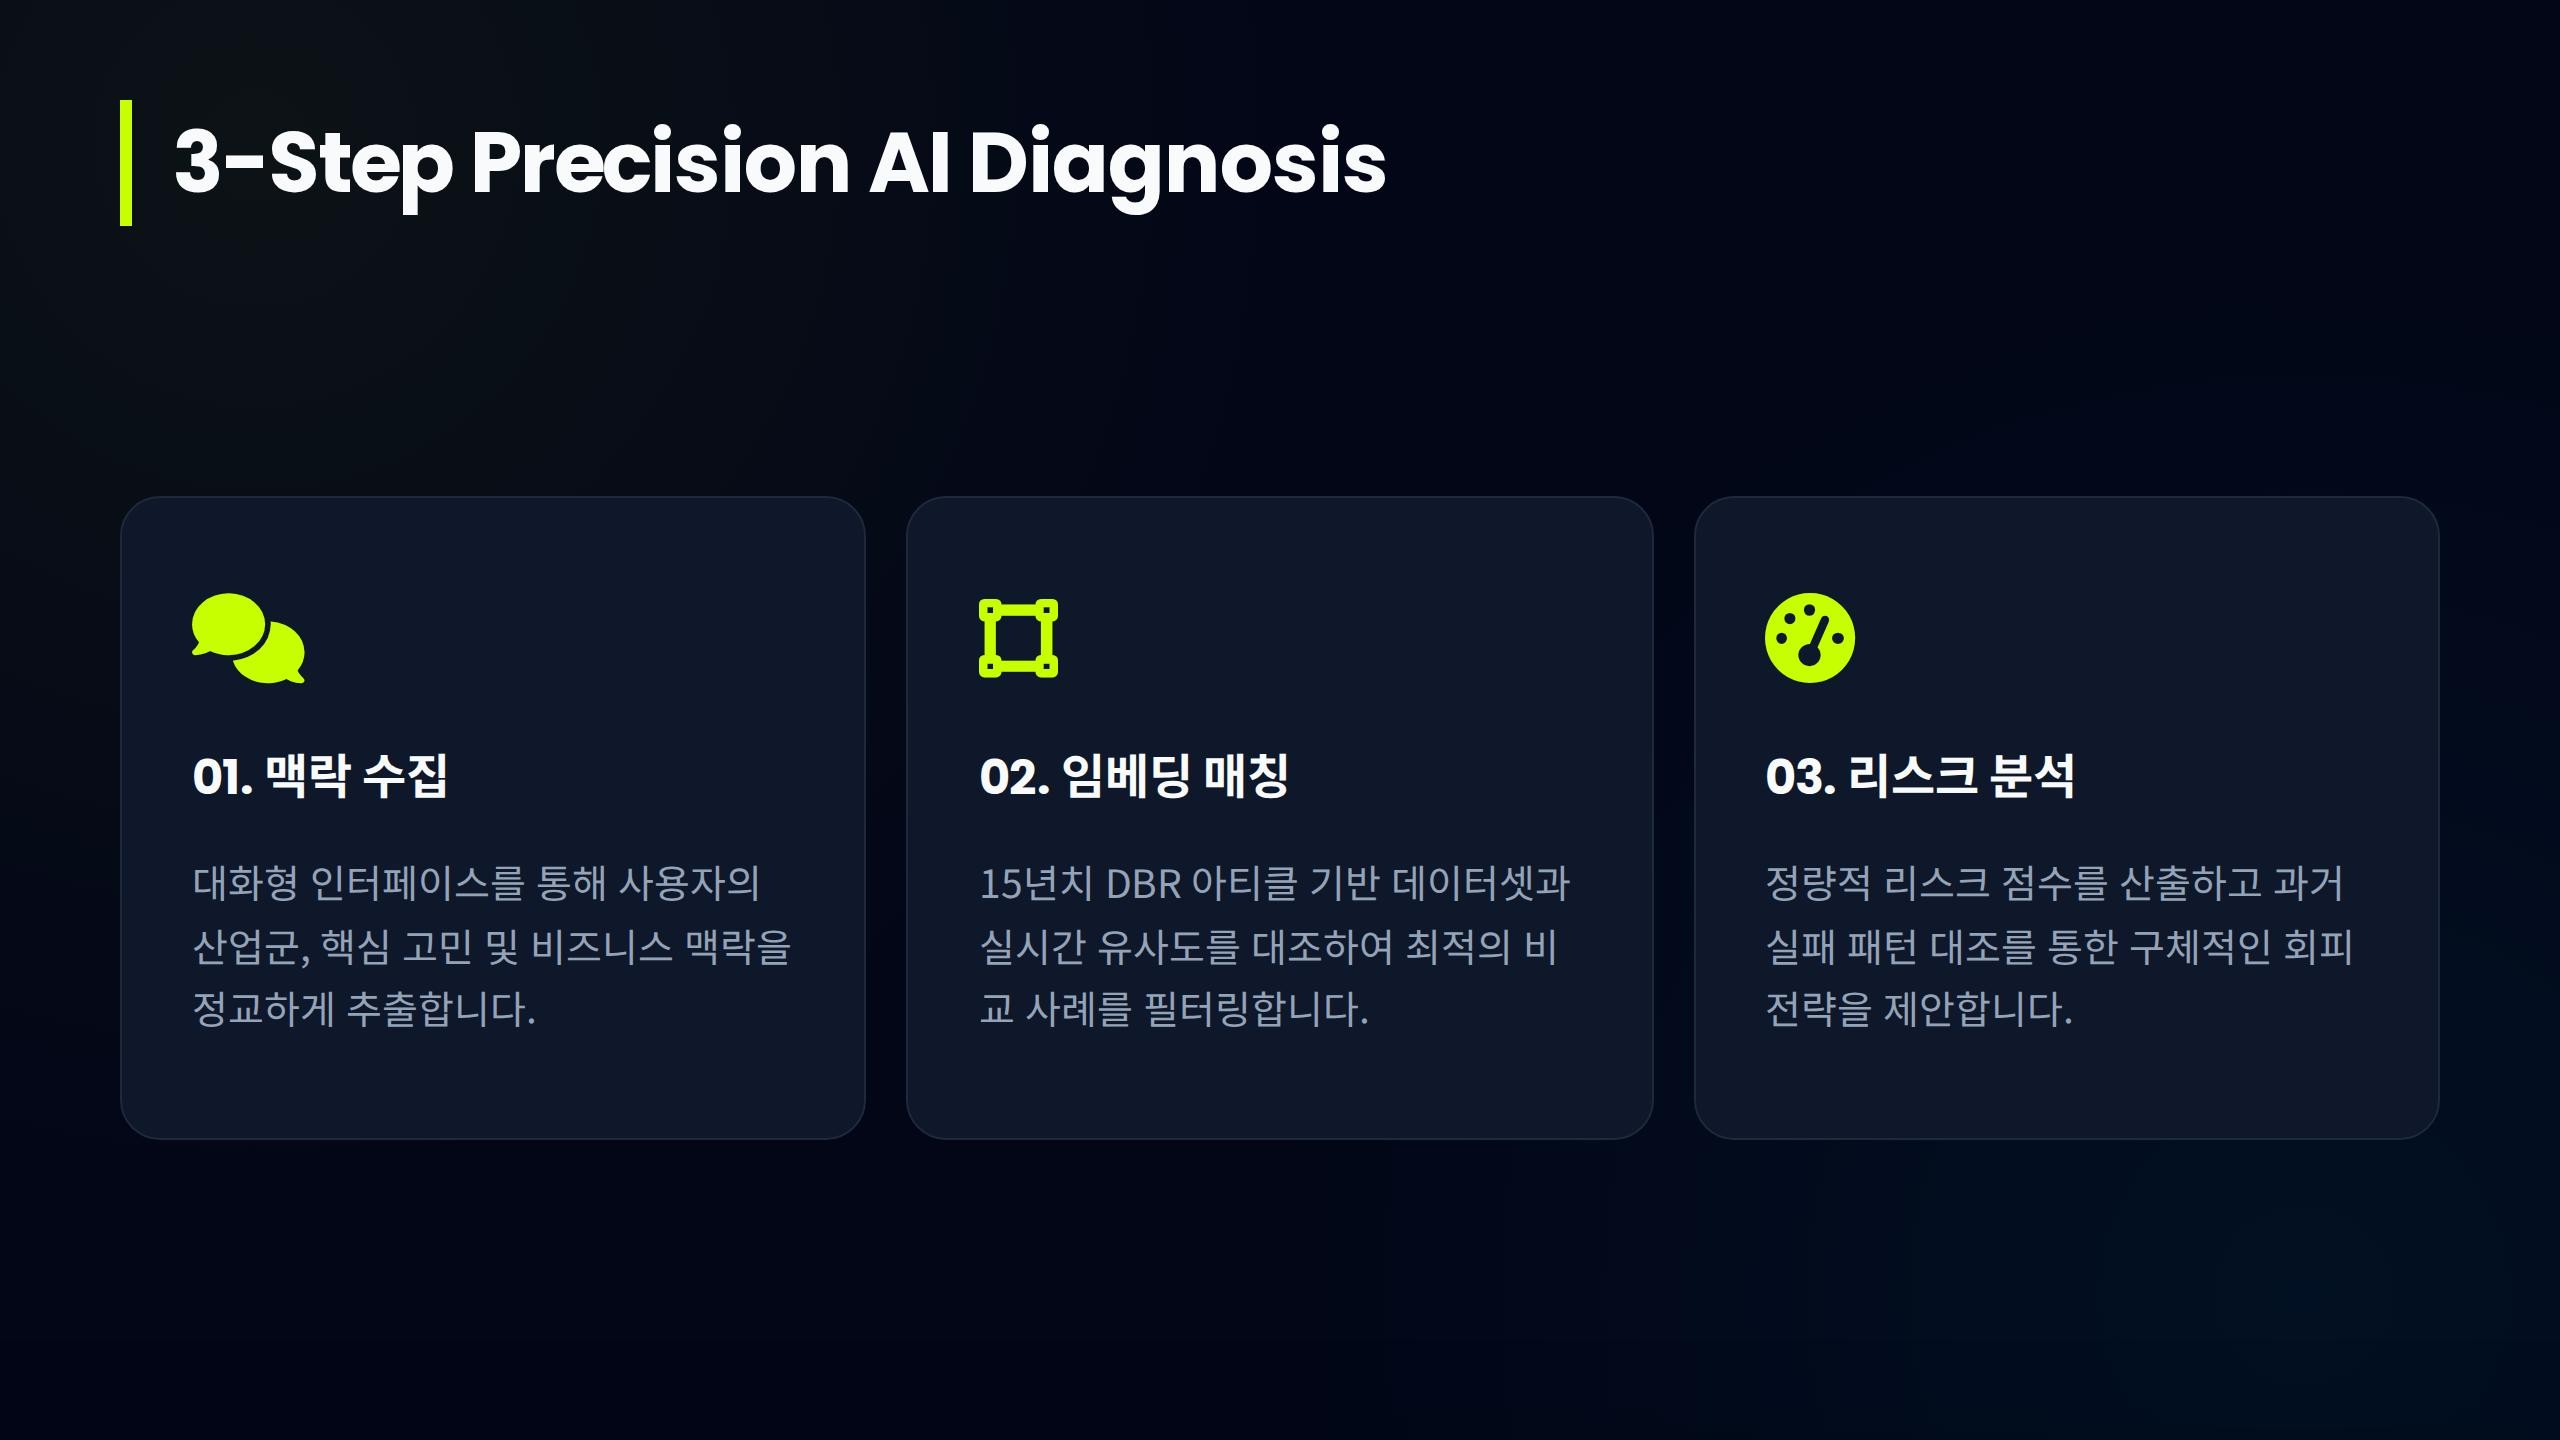 3-Step Precision AI Diagnosis
01. 맥락 수집
대화형 인터페이스를 통해 사용자의
산업군, 핵심 고민 및 비즈니스 맥락을
정교하게 추출합니다.
02. 임베딩 매칭
15년치 DBR 아티클 기반 데이터셋과
실시간 유사도를 대조하여 최적의 비
교 사례를 필터링합니다.
03. 리스크 분석
정량적 리스크 점수를 산출하고 과거
실패 패턴 대조를 통한 구체적인 회피
전략을 제안합니다.